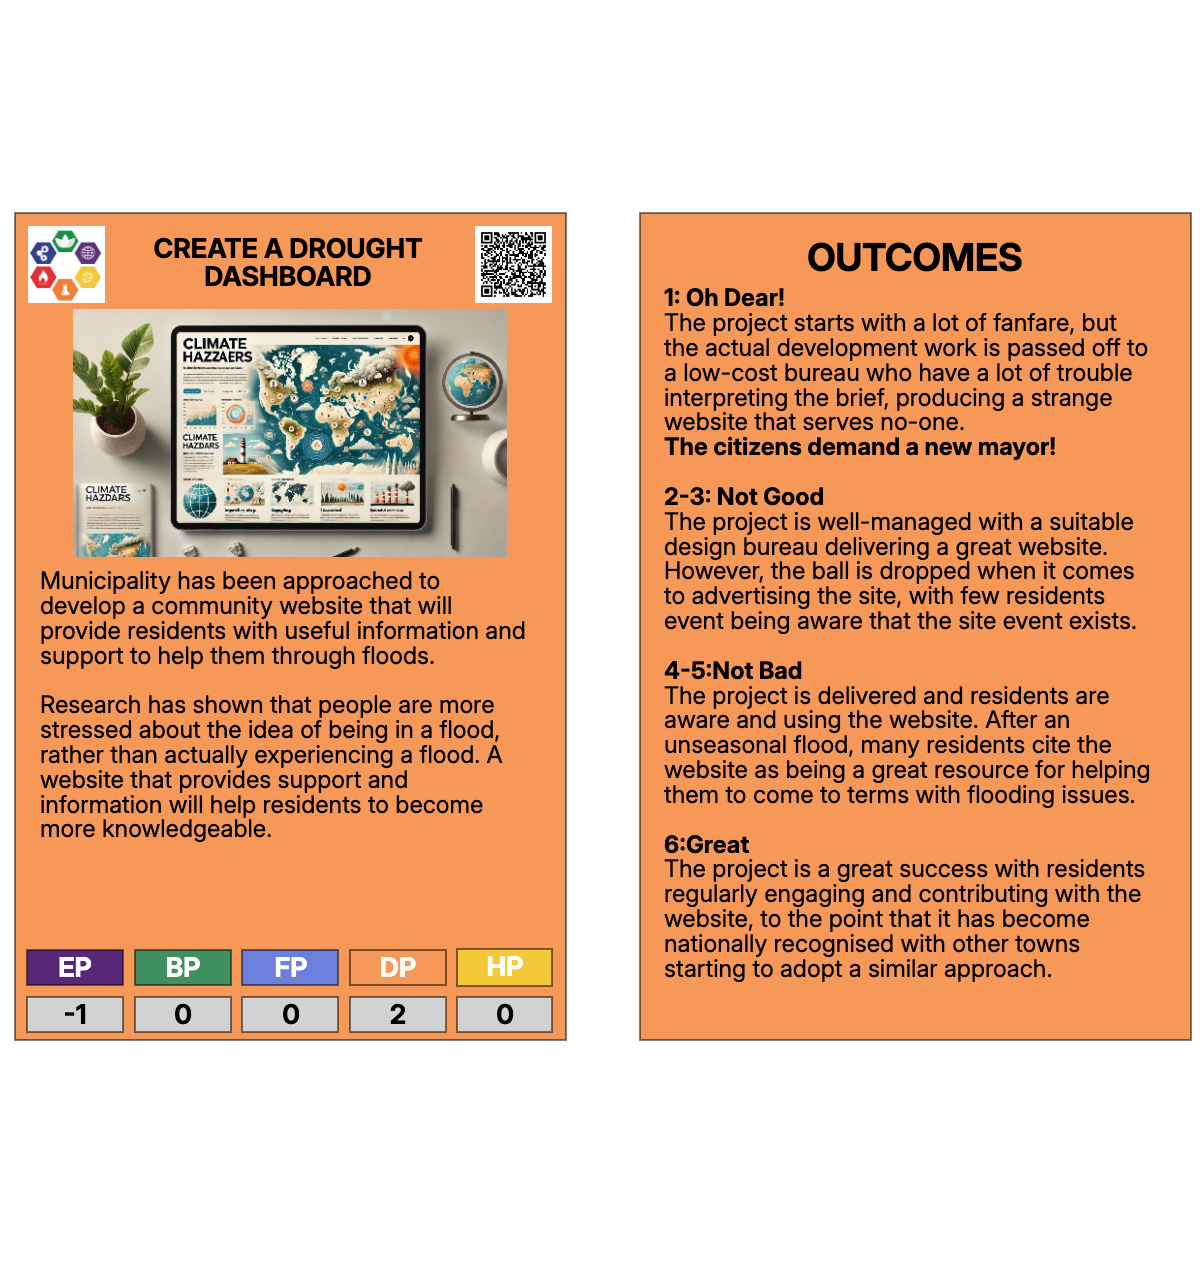 CREATE A DROUGHT
DASHBOARD
CLIMATE
HAZZAERS
CLIMATE
HAZDARS
CLIMATE
HAZDARS
Municipality has been approached to
develop a community website that will
provide residents with useful information and
support to help them through floods.
Research has shown that people are more
stressed about the idea of being in a flood,
rather than actually experiencing a flood. A
website that provides support and
information will help residents to become
more knowledgeable.
EP BP FP DP HP
-1 0 0 2 0
OUTCOMES
1: Oh Dear!
The project starts with a lot of fanfare, but
the actual development work is passed off to
a low-cost bureau who have a lot of trouble
interpreting the brief, producing a strange
website that serves no-one.
The citizens demand a new mayor!
2-3: Not Good
The project is well-managed with a suitable
design bureau delivering a great website.
However, the ball is dropped when it comes
to advertising the site, with few residents
event being aware that the site event exists.
4-5:Not Bad
The project is delivered and residents are
aware and using the website. After an
unseasonal flood, many residents cite the
website as being a great resource for helping
them to come to terms with flooding issues.
6:Great
The project is a great success with residents
regularly engaging and contributing with the
website, to the point that it has become
nationally recognised with other towns
starting to adopt a similar approach.